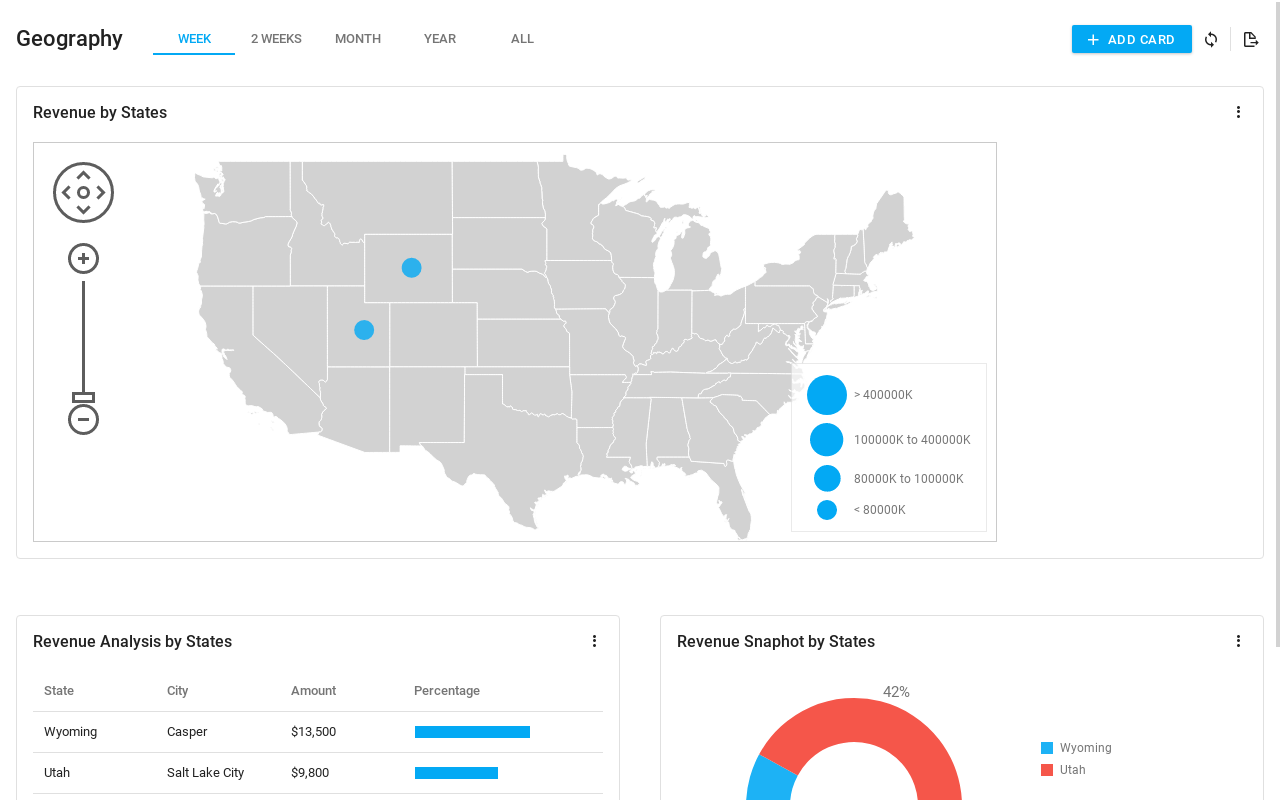 Geography
WEEK
2 WEEKS
MONTH
YEAR
ALL
ADD CARD
Revenue by States
> 400000K
100000K to 400000K
80000K to 100000K
< 80000K
Revenue Analysis by States
State City Amount Percentage
Wyoming Casper $13,500
Utah Salt Lake City $9,800
Revenue Snaphot by States
42%
Wyoming
Utah